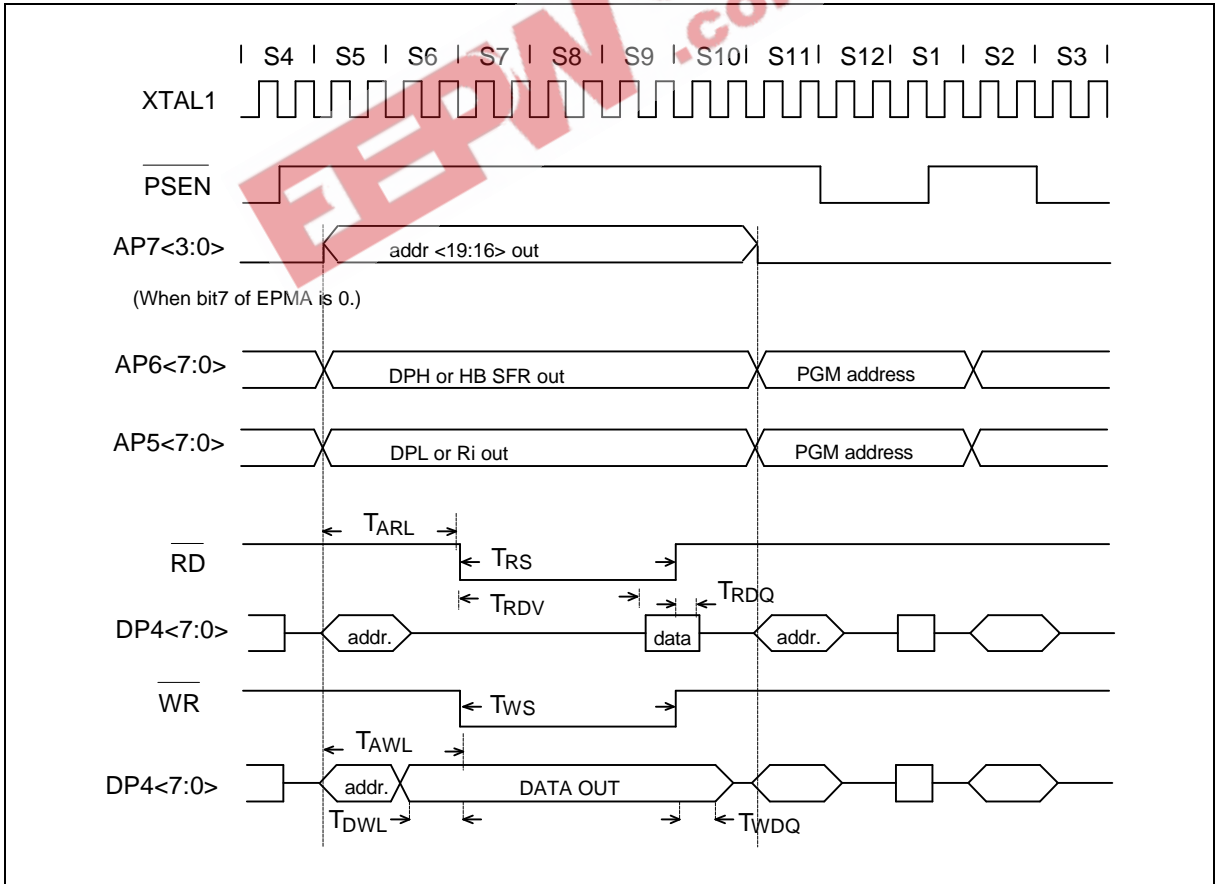 S4 S5 S6 S7 S8 S9 S10 S11 S12 S1 S2 S3
XTAL1
PSEN
AP7<3:0>
addr <19:16> out
(When bit7 of EPMA is 0.)
AP6<7:0>
DPH or HB SFR out
PGM address
AP5<7:0>
DPL or Ri out
PGM address
TARL
RD
TRS
TRDV
TRDQ
DP4<7:0>
addr.
data
addr.
WR
TWS
TAWL
DP4<7:0>
addr.
DATA OUT
TDWL
TWDQ
EEPW
.co